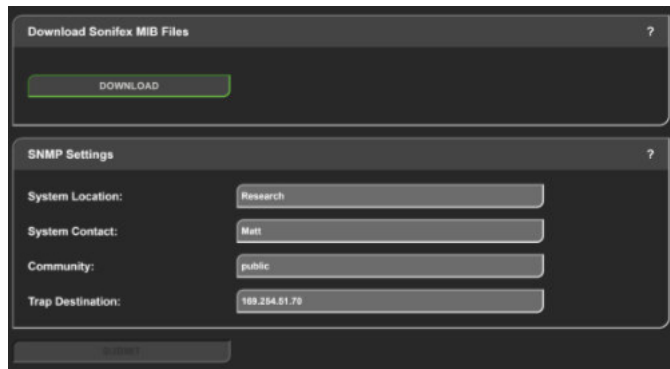 Download Sonifex MIB Files ?
DOWNLOAD
SNMP Settings ?
System Location: Research
System Contact: Matt
Community: public
Trap Destination: 169.254.51.70
SUBMIT